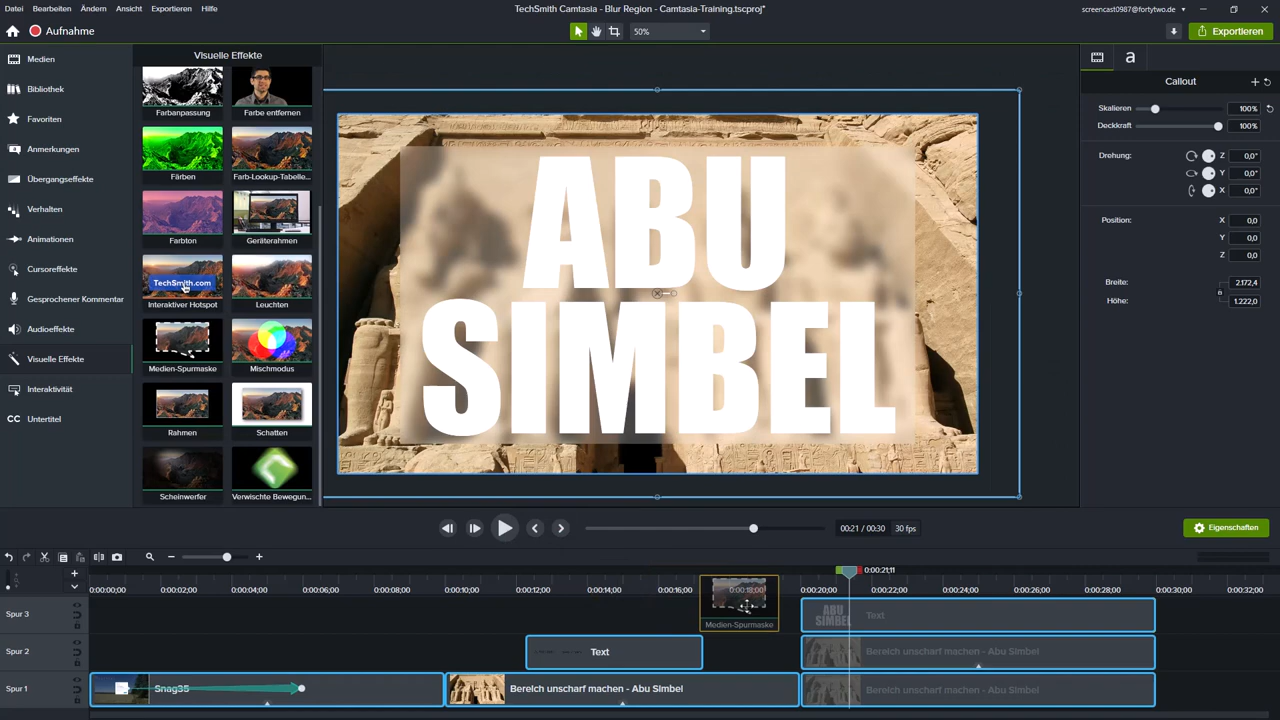 Datei Bearbeiten Ändern Ansicht Exportieren Hilfe
TechSmith Camtasia - Blur Region - Camtasia-Training.tscproj*
screencast0987@fortytwo.de
Aufnahme
50%
Exportieren
Medien
Bibliothek
Favoriten
Anmerkungen
Übergangseffekte
Verhalten
Animationen
Cursoreffekte
Gesprochener Kommentar
Audioeffekte
Visuelle Effekte
Interaktivität
CC Untertitel
Visuelle Effekte
Farbanpassung Farbe entfernen
Färben Farb-Lookup-Tabelle...
Farbton Geräterahmen
TechSmith.com
Interaktiver Hotspot Leuchten
Medien-Spurmaske Mischmodus
Rahmen Schatten
Scheinwerfer Verwischte Bewegun...
ABU
SIMBEL
a
Callout
Skalieren 100%
Deckkraft 100%
Drehung: Z 0,0°
Y 0,0°
X 0,0°
Position: X 0,0
Y 0,0
Z 0,0
Breite: 2.172,4
Höhe: 1.222,0
00:21 / 00:30 30 fps
Eigenschaften
0:00:21;11
0:00:00;00 0:00:02;00 0:00:04;00 0:00:06;00 0:00:08;00 0:00:10;00 0:00:12;00 0:00:14;00 0:00:16;00 0:00:18;00 0:00:20;00 0:00:22;00 0:00:24;00 0:00:26;00 0:00:28;00 0:00:30;00 0:00:32;00
Medien-Spurmaske
Spur 3 ABU SIMBEL Text
Spur 2 Text Bereich unscharf machen - Abu Simbel
Spur 1 Snag35 Bereich unscharf machen - Abu Simbel Bereich unscharf machen - Abu Simbel